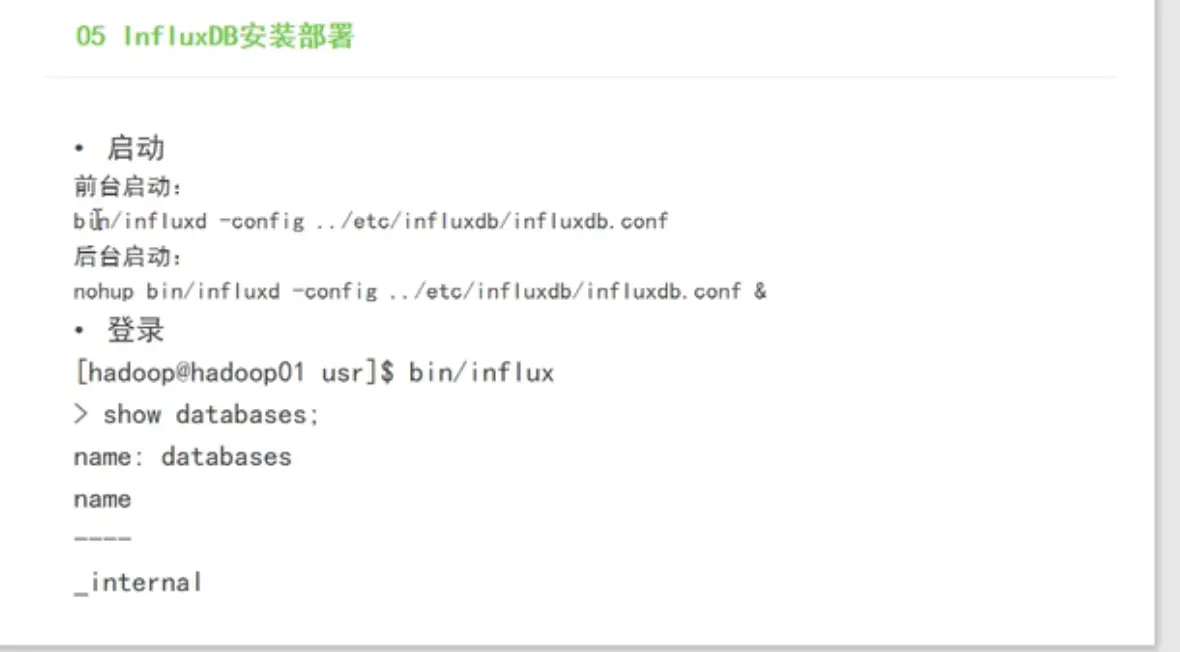 05 InfluxDB安装部署
• 启动
前台启动：
bin/influxd -config ../etc/influxdb/influxdb.conf
后台启动：
nohup bin/influxd -config ../etc/influxdb/influxdb.conf &
• 登录
[hadoop@hadoop01 usr]$ bin/influx
> show databases;
name: databases
name
----
_internal